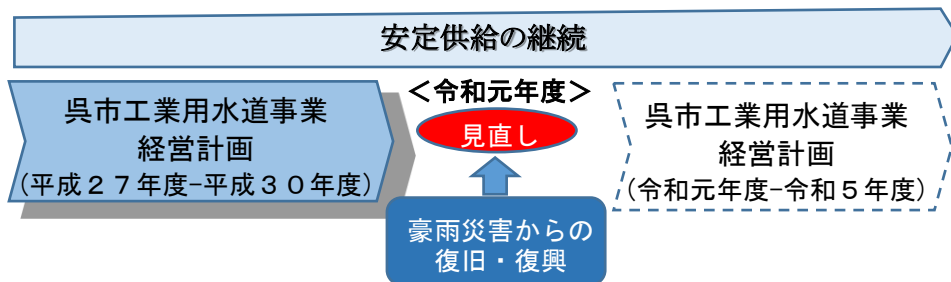 安定供給の継続
呉市工業用水道事業
経営計画
(平成２７年度-平成３０年度)
＜令和元年度＞
見直し
豪雨災害からの
復旧・復興
呉市工業用水道事業
経営計画
(令和元年度-令和５年度)